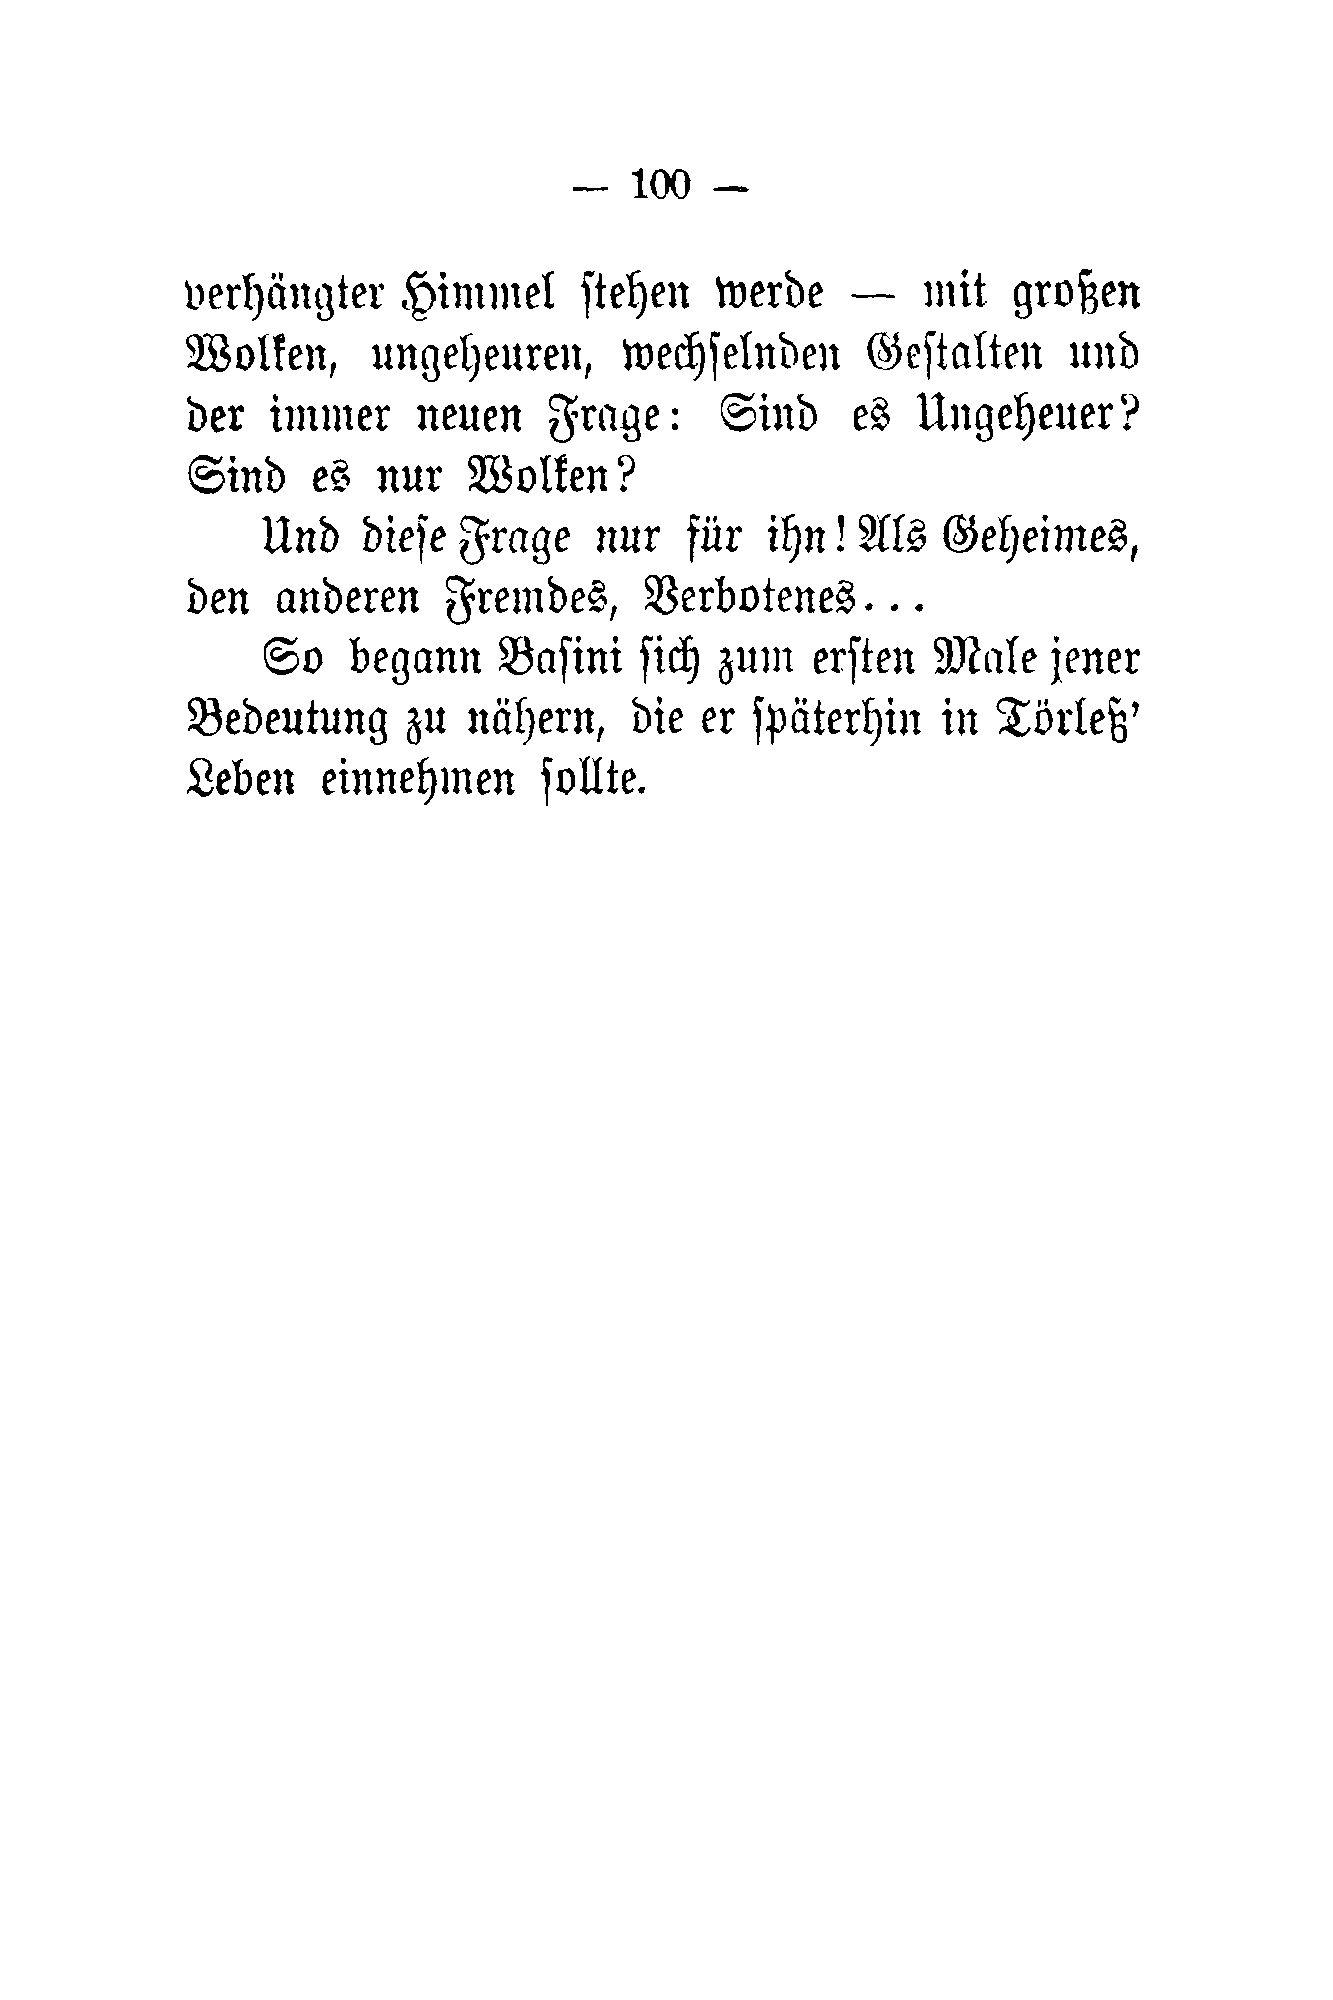 — 100 —
verhängter Himmel ſtehen werde — mit großen
Wolken, ungeheuren, wechſelnden Geſtalten und
der immer neuen Frage: Sind es Ungeheuer?
Sind es nur Wolken?
Und dieſe Frage nur für ihn! Als Geheimes,
den anderen Fremdes, Verbotenes...
So begann Baſini ſich zum erſten Male jener
Bedeutung zu nähern, die er ſpäterhin in Törleß’
Leben einnehmen ſollte.